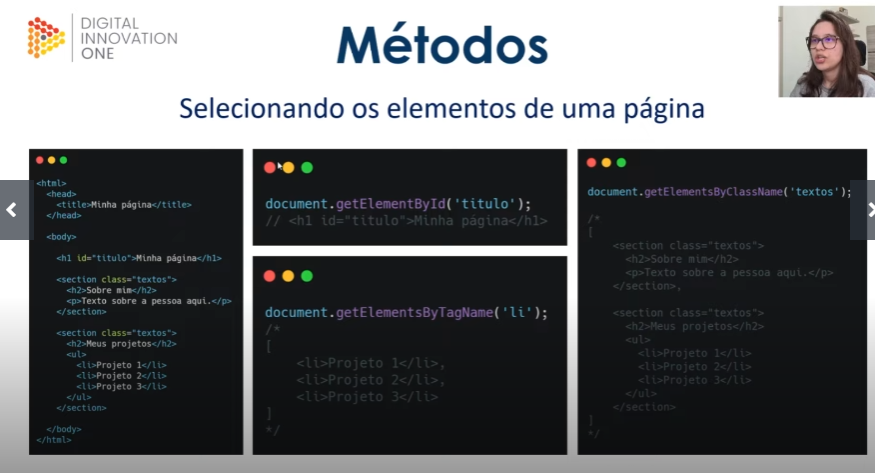 DIGITAL
INNOVATION
ONE
Métodos
Selecionando os elementos de uma página
<html>
<head>
<title>Minha página</title>
</head>
<body>
<h1 id="titulo">Minha página</h1>
<section class="textos">
<h2>Sobre mim</h2>
<p>Texto sobre a pessoa aqui.</p>
</section>
<section class="textos">
<h2>Meus projetos</h2>
<ul>
<li>Projeto 1</li>
<li>Projeto 2</li>
<li>Projeto 3</li>
</ul>
</section>
</body>
</html>
document.getElementById('titulo');
// <h1 id="titulo">Minha página</h1>
document.getElementsByTagName('li');
/*
[
<li>Projeto 1</li>,
<li>Projeto 2</li>,
<li>Projeto 3</li>
]
*/
document.getElementsByClassName('textos');
/*
[
<section class="textos">
<h2>Sobre mim</h2>
<p>Texto sobre a pessoa aqui.</p>
</section>,
<section class="textos">
<h2>Meus projetos</h2>
<ul>
<li>Projeto 1</li>
<li>Projeto 2</li>
<li>Projeto 3</li>
</ul>
</section>
]
*/